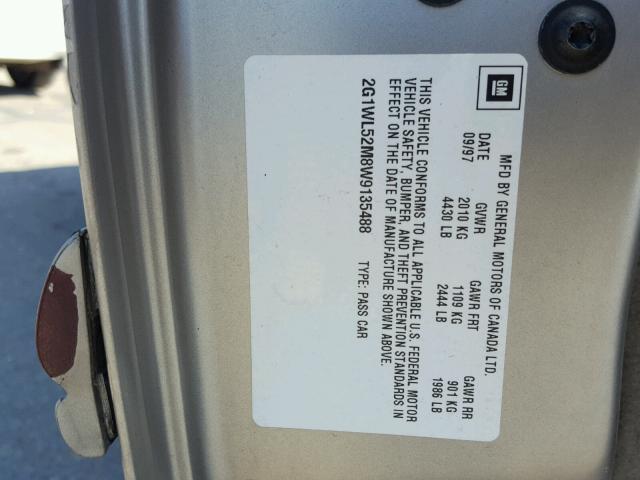 GM
MFD BY GENERAL MOTORS OF CANADA LTD.
DATE GVWR GAWR FRT GAWR RR
09/97 2010 KG 1109 KG 901 KG
4430 LB 2444 LB 1986 LB
THIS VEHICLE CONFORMS TO ALL APPLICABLE U.S. FEDERAL MOTOR
VEHICLE SAFETY, BUMPER, AND THEFT PREVENTION STANDARDS IN
EFFECT ON THE DATE OF MANUFACTURE SHOWN ABOVE.
2G1WL52M8W9135488 TYPE: PASS CAR